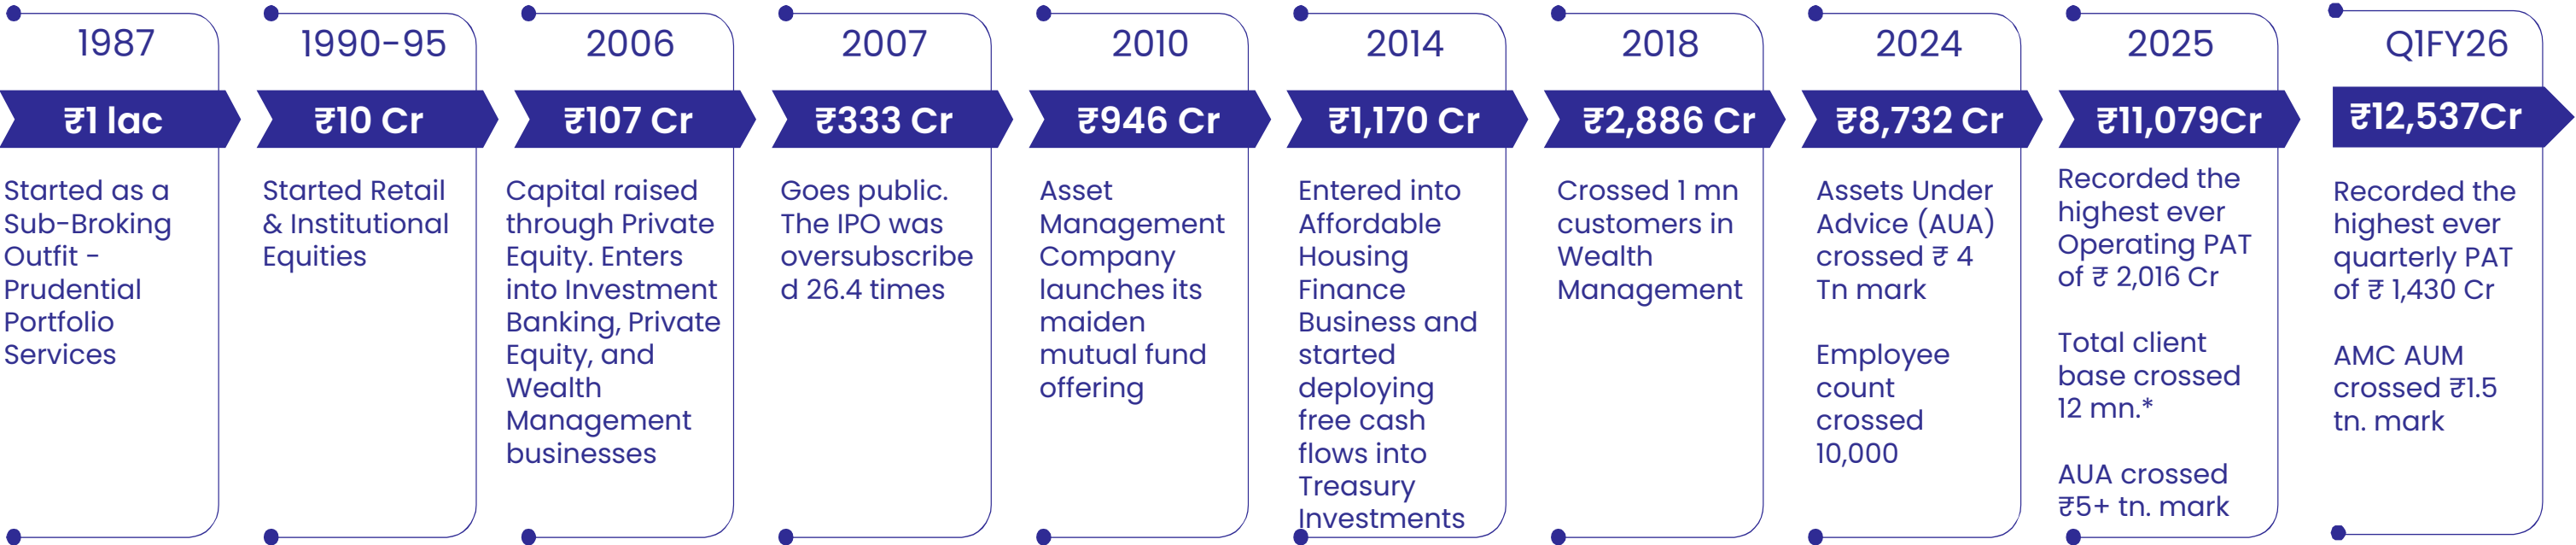 1987
₹1 lac
Started as a
Sub-Broking
Outfit -
Prudential
Portfolio
Services
1990-95
₹10 Cr
Started Retail
& Institutional
Equities
2006
₹107 Cr
Capital raised
through Private
Equity. Enters
into Investment
Banking, Private
Equity, and
Wealth
Management
businesses
2007
₹333 Cr
Goes public.
The IPO was
oversubscribe
d 26.4 times
2010
₹946 Cr
Asset
Management
Company
launches its
maiden
mutual fund
offering
2014
₹1,170 Cr
Entered into
Affordable
Housing
Finance
Business and
started
deploying
free cash
flows into
Treasury
Investments
2018
₹2,886 Cr
Crossed 1 mn
customers in
Wealth
Management
2024
₹8,732 Cr
Assets Under
Advice (AUA)
crossed ₹ 4
Tn mark
Employee
count
crossed
10,000
2025
₹11,079Cr
Recorded the
highest ever
Operating PAT
of ₹ 2,016 Cr
Total client
base crossed
12 mn.*
AUA crossed
₹5+ tn. mark
Q1FY26
₹12,537Cr
Recorded the
highest ever
quarterly PAT
of ₹ 1,430 Cr
AMC AUM
crossed ₹1.5
tn. mark